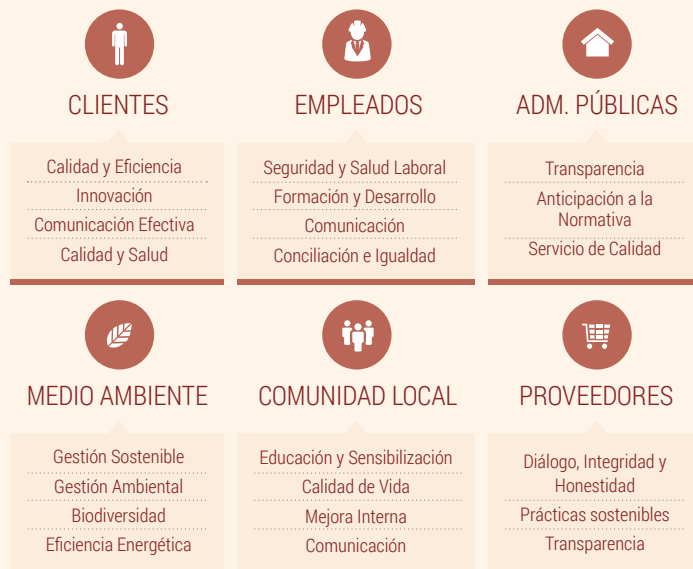 CLIENTES
Calidad y Eficiencia
Innovación
Comunicación Efectiva
Calidad y Salud
EMPLEADOS
Seguridad y Salud Laboral
Formación y Desarrollo
Comunicación
Conciliación e Igualdad
ADM. PÚBLICAS
Transparencia
Anticipación a la
Normativa
Servicio de Calidad
MEDIO AMBIENTE
Gestión Sostenible
Gestión Ambiental
Biodiversidad
Eficiencia Energética
COMUNIDAD LOCAL
Educación y Sensibilización
Calidad de Vida
Mejora Interna
Comunicación
PROVEEDORES
Diálogo, Integridad y
Honestidad
Prácticas sostenibles
Transparencia